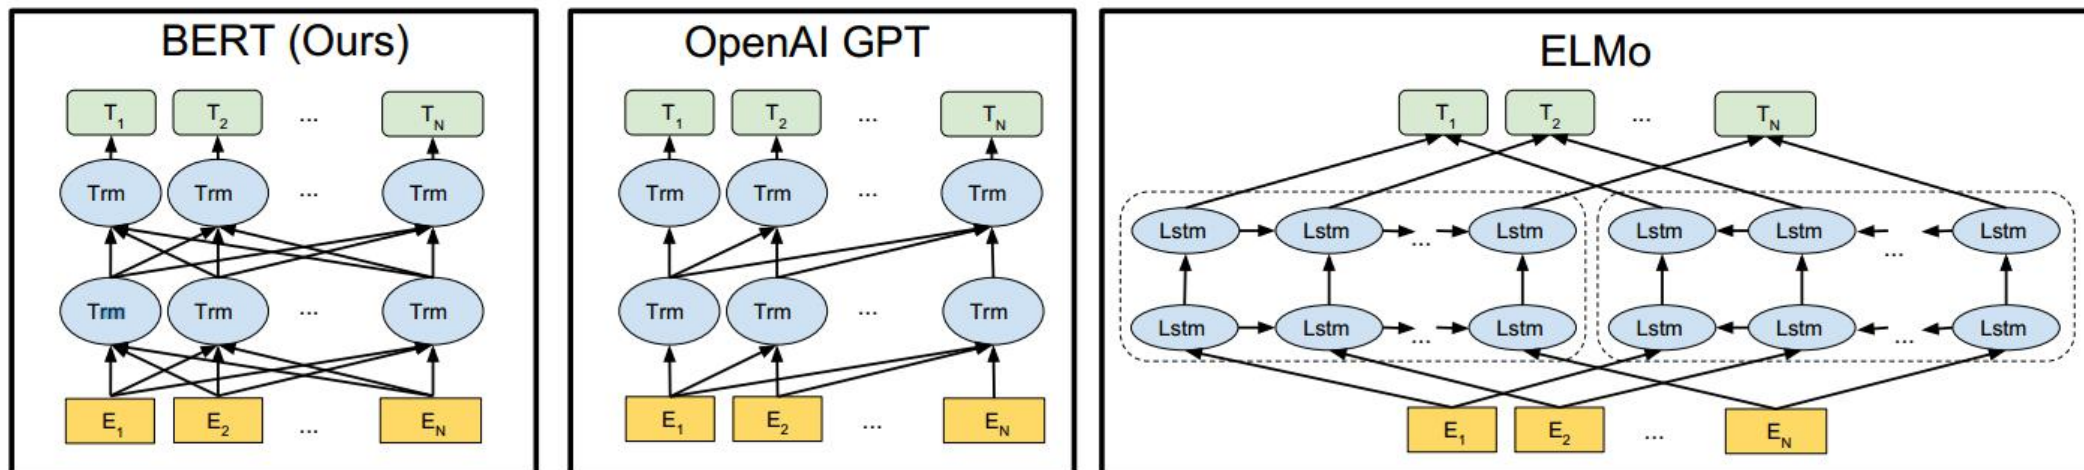 BERT (Ours)
T1 T2 ... TN
Trm Trm ... Trm
Trm Trm ... Trm
E1 E2 ... EN
OpenAI GPT
T1 T2 ... TN
Trm Trm ... Trm
Trm Trm ... Trm
E1 E2 ... EN
ELMo
T1 T2 ... TN
Lstm Lstm ... Lstm Lstm Lstm ... Lstm
Lstm Lstm ... Lstm Lstm Lstm ... Lstm
E1 E2 ... EN